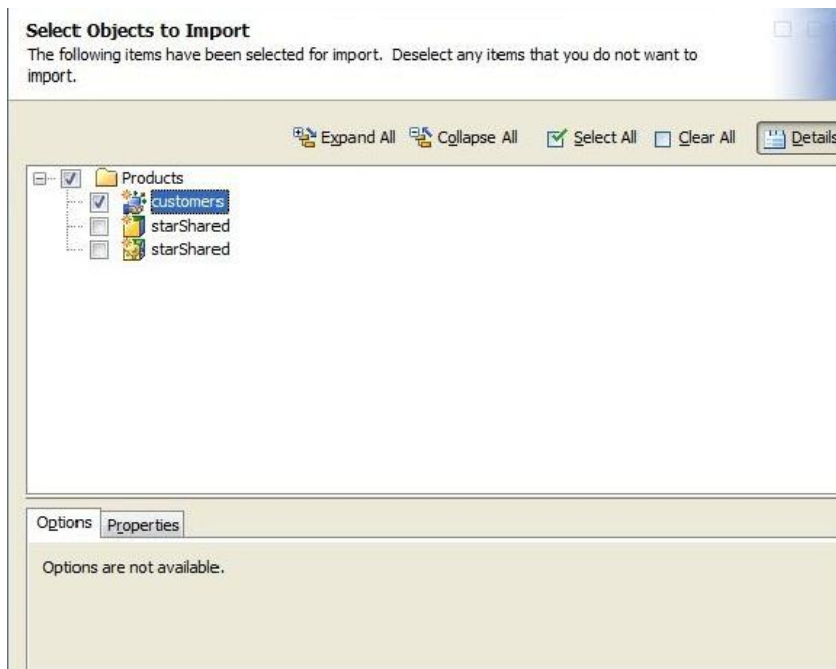 Select Objects to Import
The following items have been selected for import. Deselect any items that you do not want to
import.
Expand All Collapse All Select All Clear All Details
Products
customers
starShared
starShared
Options Properties
Options are not available.